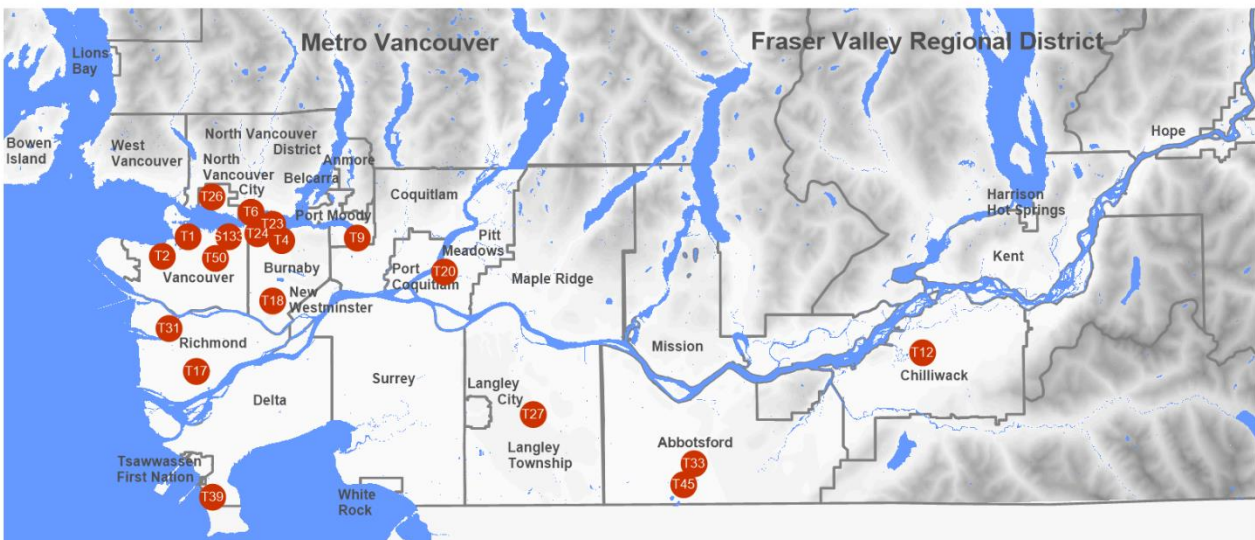 Metro Vancouver
Fraser Valley Regional District
Lions
Bay
Bowen
Island
West
Vancouver
North Vancouver
District
North
Vancouver
City
Anmore
Belcarra
Port Moody
Coquitlam
Pitt
Meadows
Port
Coquitlam
Maple Ridge
Hope
Harrison
Hot Springs
Kent
T26
T6
T23
T1
S133
T24
T4
T9
T2
T50
Vancouver
Burnaby
T20
T18
New
Westminster
T31
Richmond
T17
Mission
T12
Chilliwack
Surrey
Delta
Langley
City
T27
Langley
Township
Abbotsford
T33
T45
Tsawwassen
First Nation
T39
White
Rock